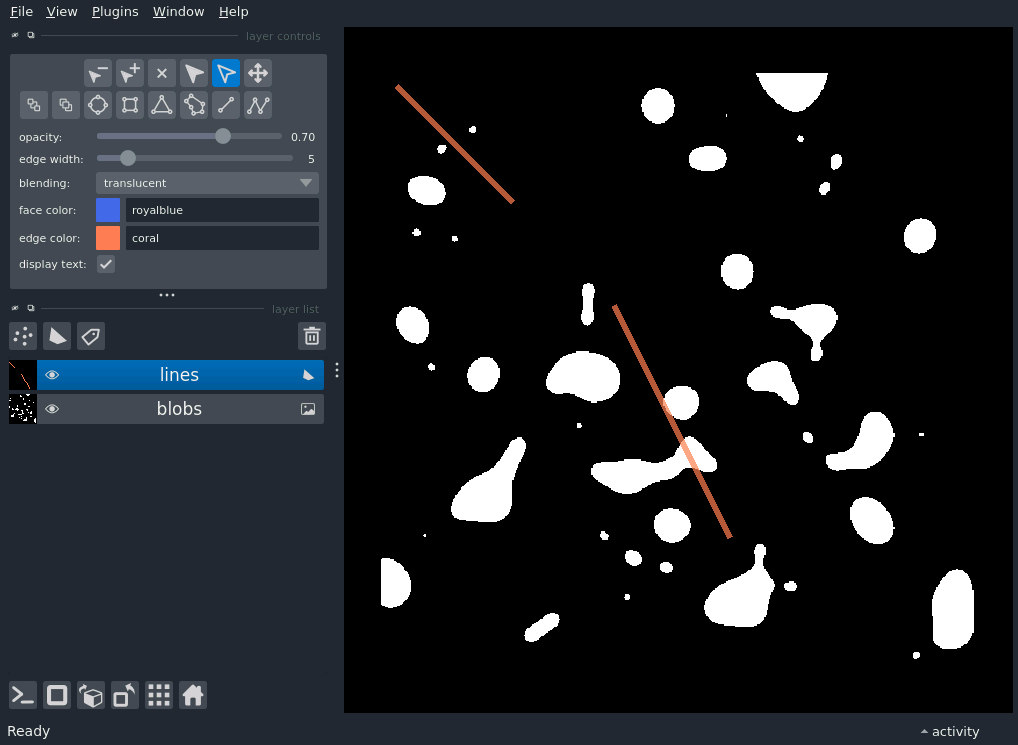 File View Plugins Window Help
layer controls
opacity: 0.70
edge width: 5
blending: translucent
face color: royalblue
edge color: coral
display text:
layer list
lines
blobs
Ready
activity